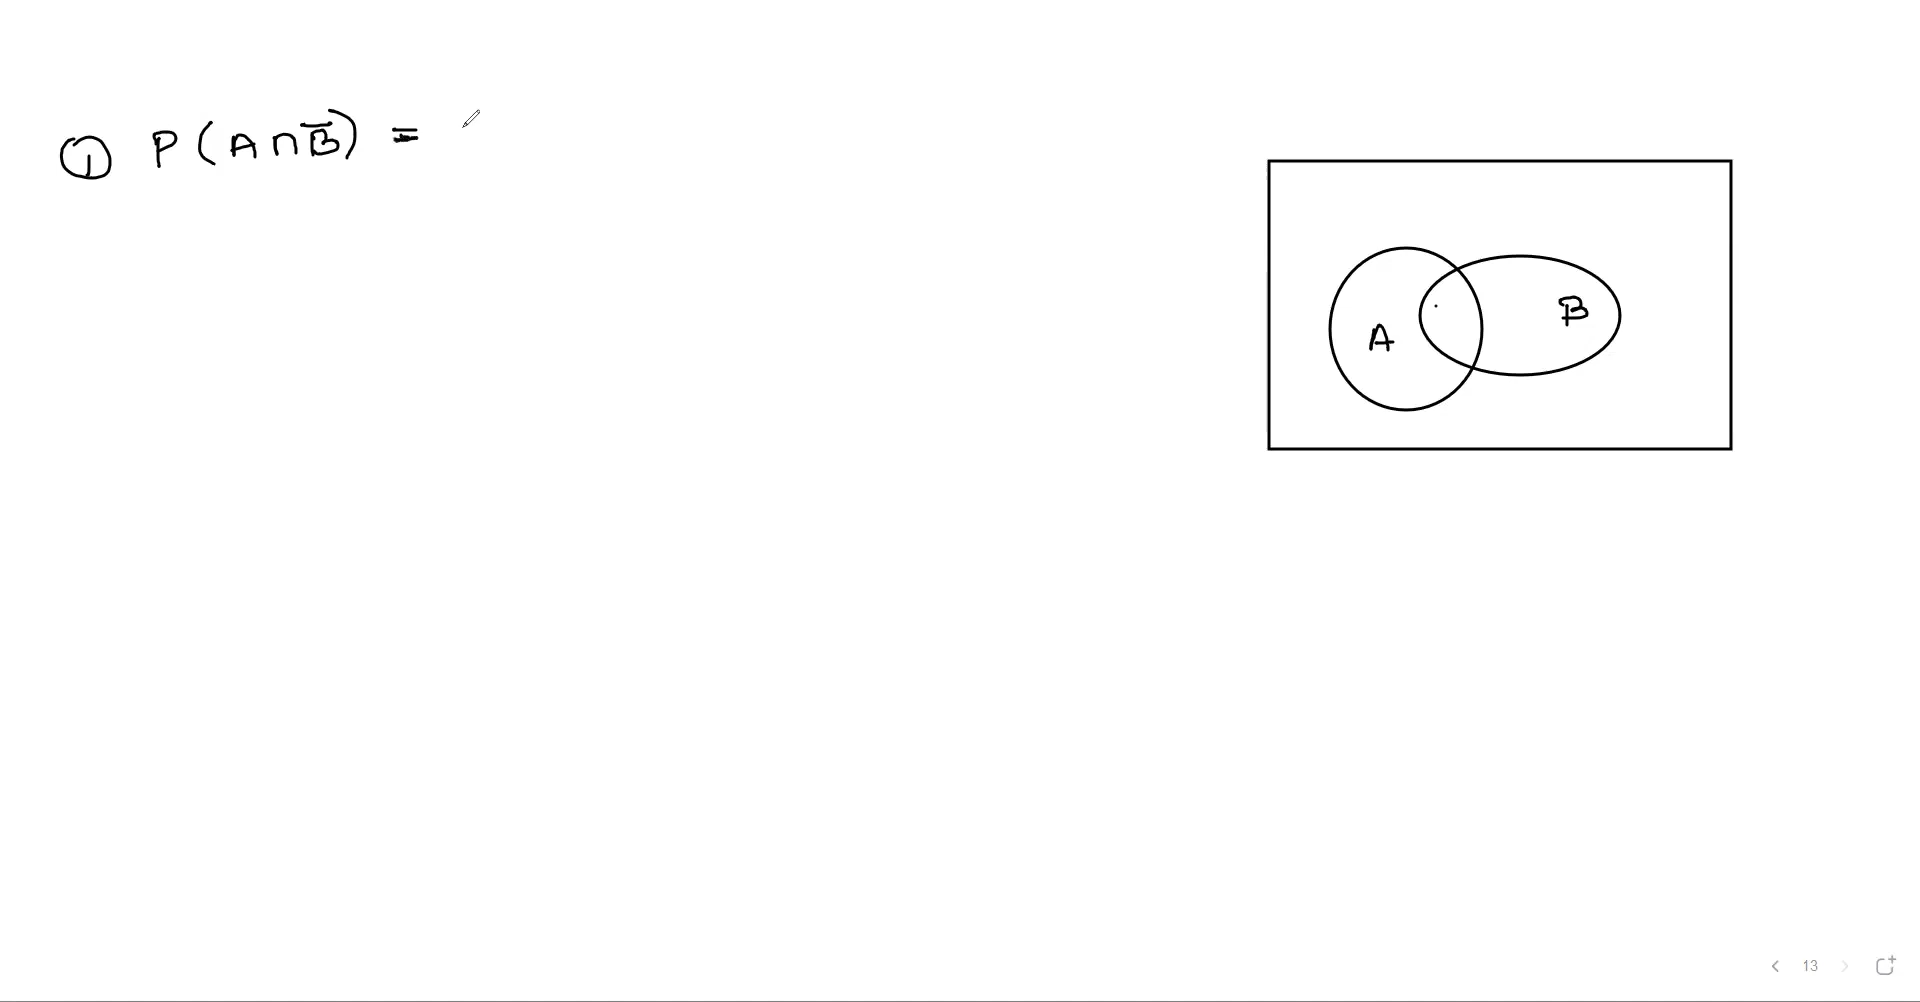 ① P(A∩B̅) =
A
B
13